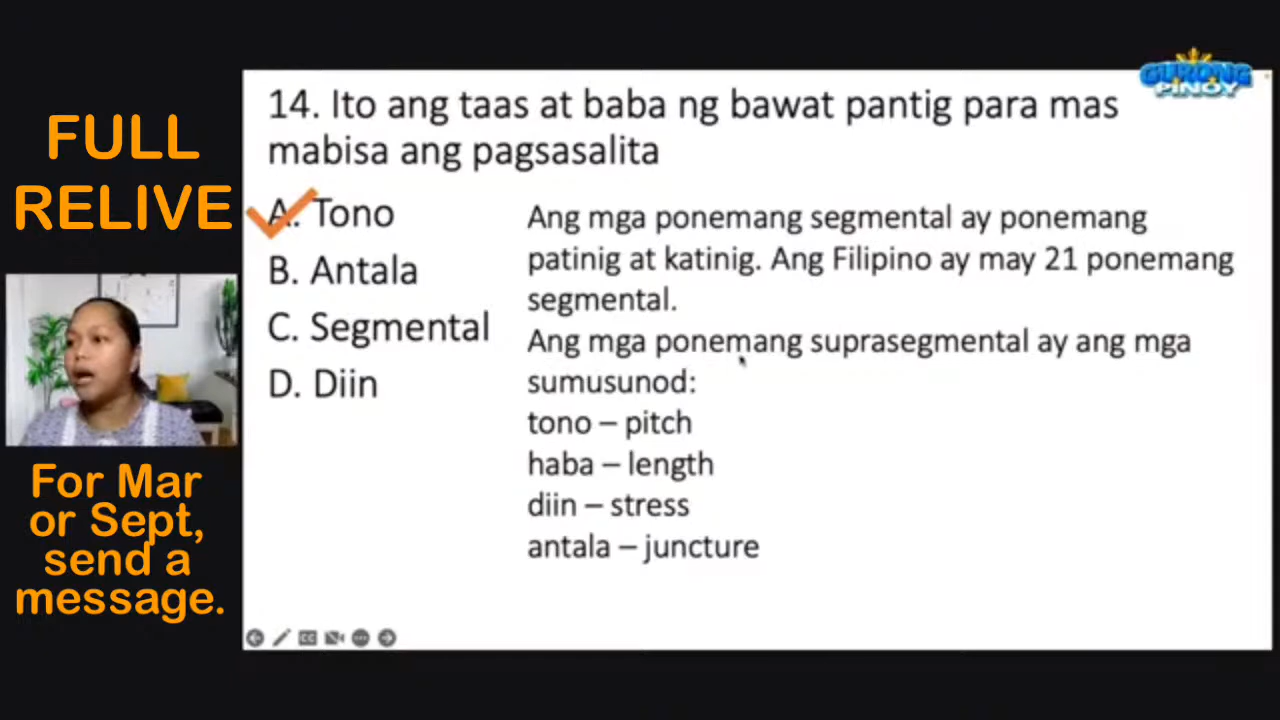 GURONG
PINOY
FULL
RELIVE
For Mar
or Sept,
send a
message.
14. Ito ang taas at baba ng bawat pantig para mas
mabisa ang pagsasalita
A. Tono
B. Antala
C. Segmental
D. Diin
Ang mga ponemang segmental ay ponemang
patinig at katinig. Ang Filipino ay may 21 ponemang
segmental.
Ang mga ponemang suprasegmental ay ang mga
sumusunod:
tono – pitch
haba – length
diin – stress
antala – juncture
CC